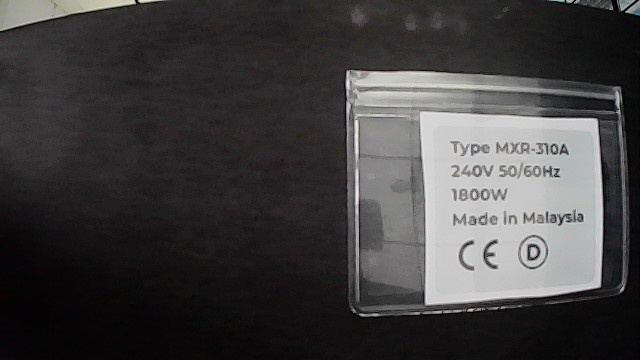 Type MXR-310A
240V 50/60Hz
1800W
Made in Malaysia
CE D